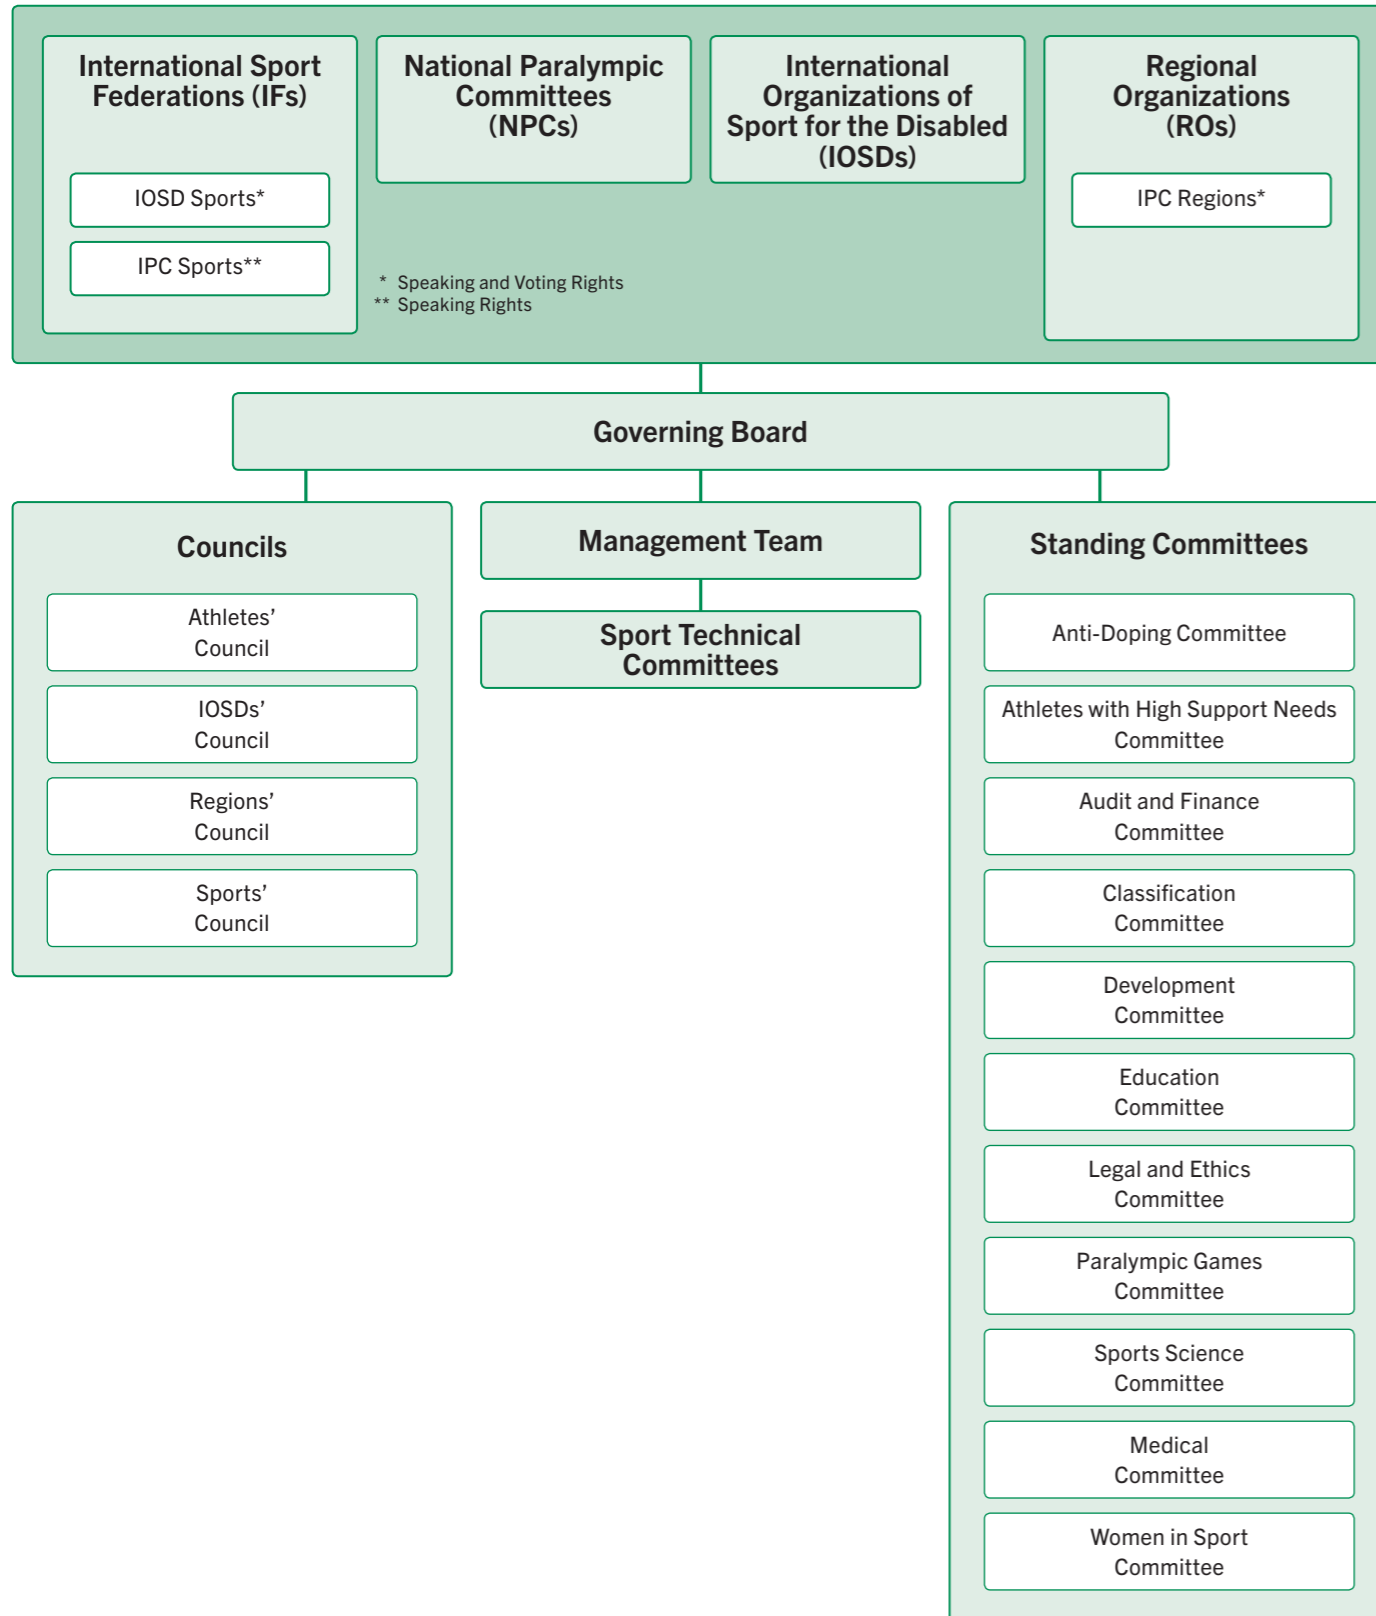 International Sport
Federations (IFs)
IOSD Sports*
IPC Sports**
National Paralympic
Committees
(NPCs)
International
Organizations of
Sport for the Disabled
(IOSDs)
Regional
Organizations
(ROs)
IPC Regions*
* Speaking and Voting Rights
** Speaking Rights
Governing Board
Councils
Athletes’
Council
IOSDs’
Council
Regions’
Council
Sports’
Council
Management Team
Sport Technical
Committees
Standing Committees
Anti-Doping Committee
Athletes with High Support Needs
Committee
Audit and Finance
Committee
Classification
Committee
Development
Committee
Education
Committee
Legal and Ethics
Committee
Paralympic Games
Committee
Sports Science
Committee
Medical
Committee
Women in Sport
Committee